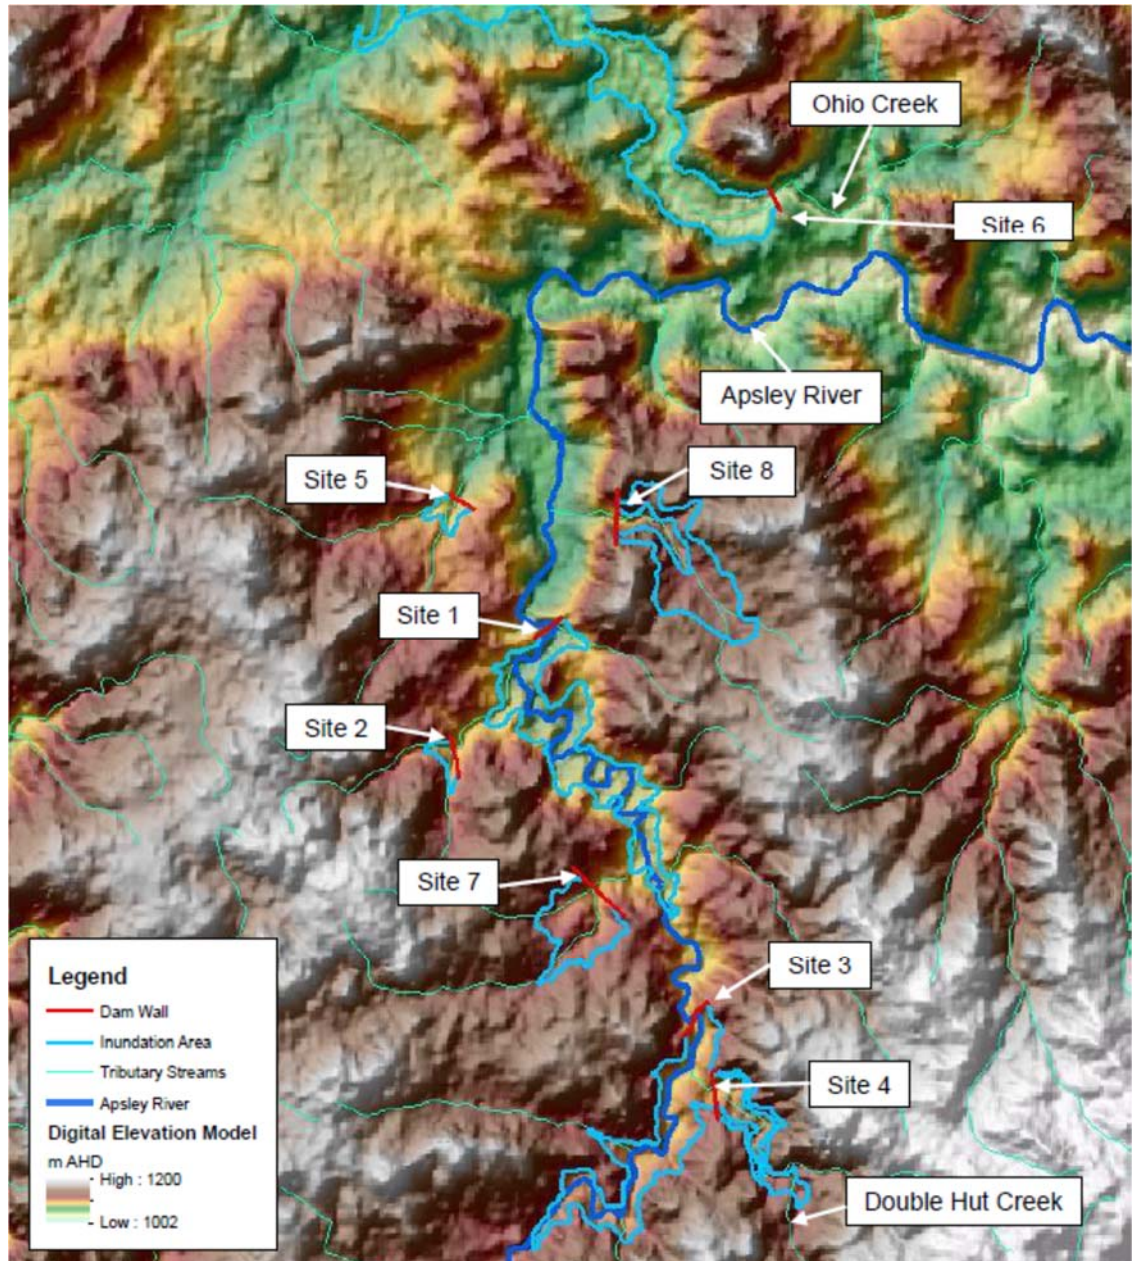 Ohio Creek
Site 6
Apsley River
Site 8
Site 5
Site 1
Site 2
Site 7
Site 3
Site 4
Double Hut Creek
Legend
Dam Wall
Inundation Area
Tributary Streams
Apsley River
Digital Elevation Model
m AHD
High : 1200
Low : 1002